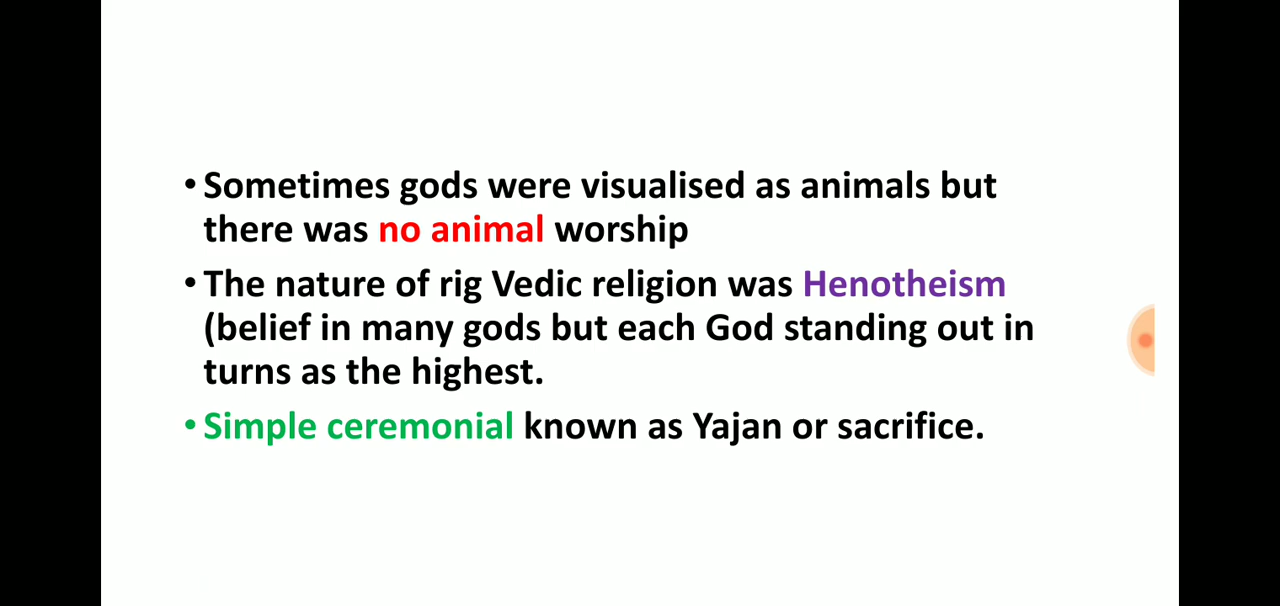 • Sometimes gods were visualised as animals but
there was no animal worship
• The nature of rig Vedic religion was Henotheism
(belief in many gods but each God standing out in
turns as the highest.
• Simple ceremonial known as Yajan or sacrifice.